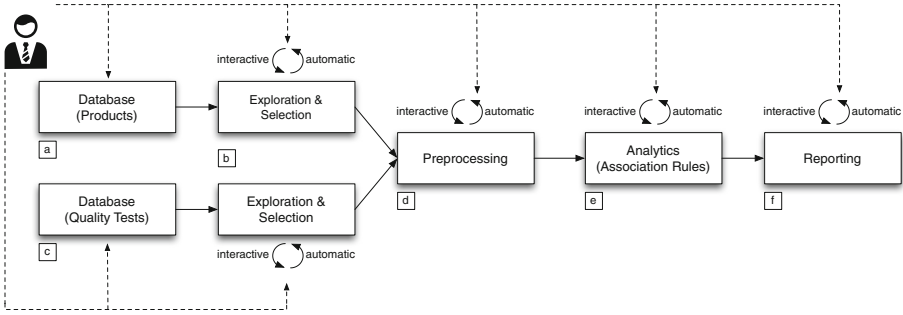 interactive automatic
Database
(Products)
a
Exploration &
Selection
b
interactive automatic
Preprocessing
d
interactive automatic
Analytics
(Association Rules)
e
interactive automatic
Reporting
f
Database
(Quality Tests)
c
Exploration &
Selection
interactive automatic